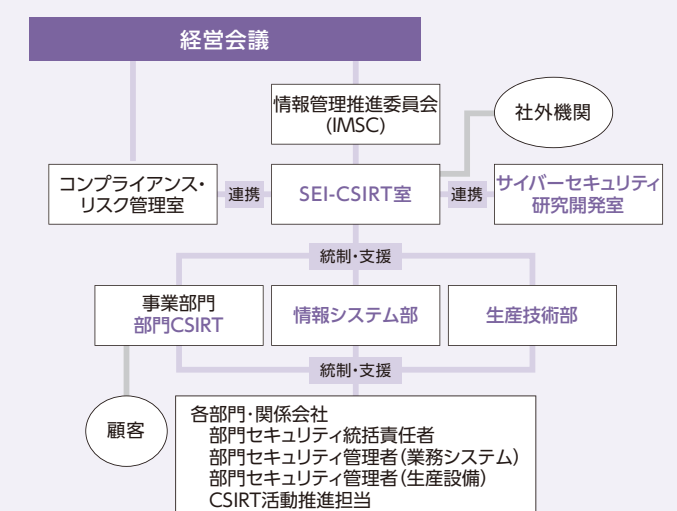 経営会議
情報管理推進委員会
(IMSC)
社外機関
コンプライアンス・
リスク管理室
連携
SEI-CSIRT室
連携
サイバーセキュリティ
研究開発室
統制・支援
事業部門
部門CSIRT
情報システム部
生産技術部
統制・支援
顧客
各部門・関係会社
部門セキュリティ統括責任者
部門セキュリティ管理者(業務システム)
部門セキュリティ管理者(生産設備)
CSIRT活動推進担当